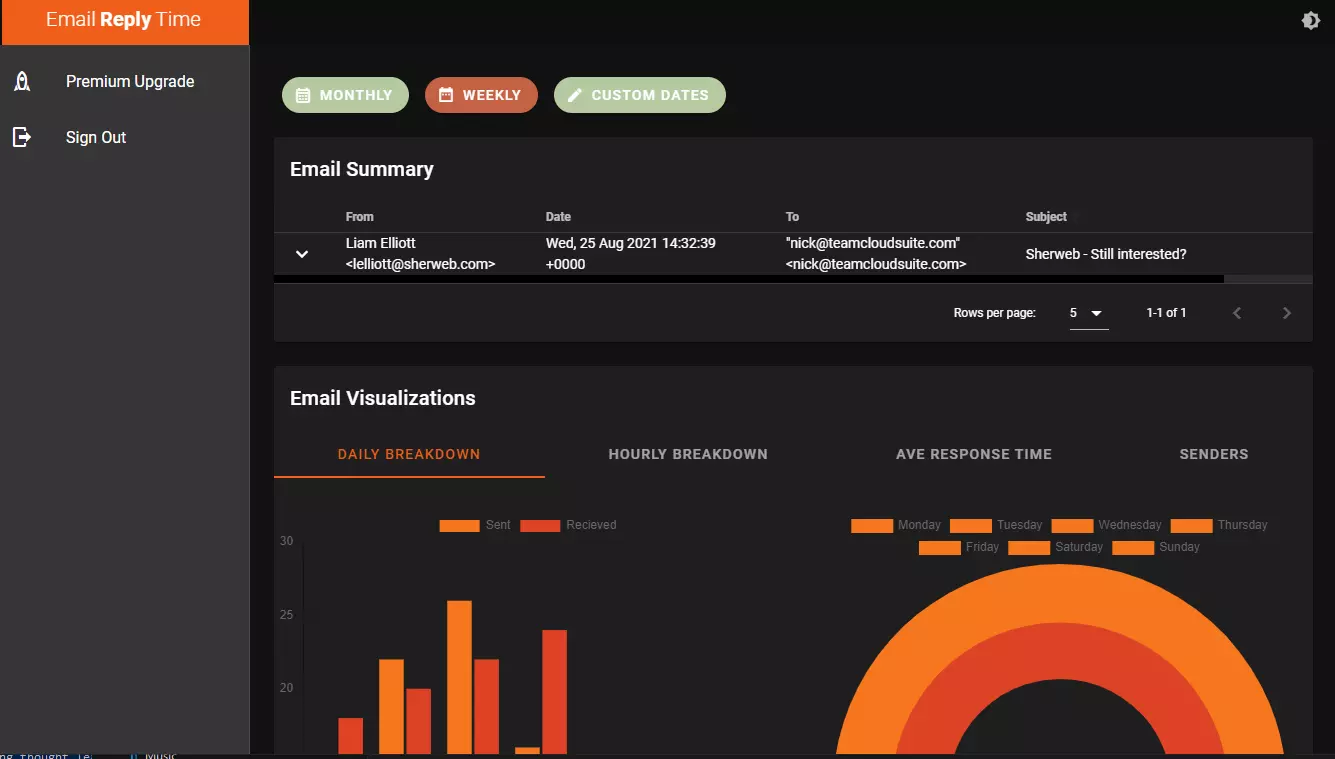 Email Reply Time
Premium Upgrade
Sign Out
MONTHLY WEEKLY CUSTOM DATES
Email Summary
From Date To Subject
Liam Elliott Wed, 25 Aug 2021 14:32:39 "nick@teamcloudsuite.com" Sherweb - Still interested?
<lelliott@sherweb.com> +0000 <nick@teamcloudsuite.com>
Rows per page: 5 1-1 of 1
Email Visualizations
DAILY BREAKDOWN HOURLY BREAKDOWN AVE RESPONSE TIME SENDERS
Sent Recieved
30
25
20
Monday Tuesday Wednesday Thursday
Friday Saturday Sunday
Music